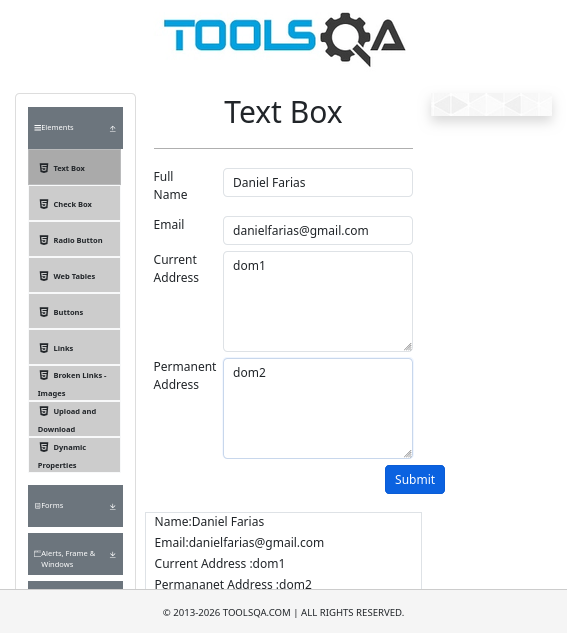 TOOLSQA
Elements
Text Box
Check Box
Radio Button
Web Tables
Buttons
Links
Broken Links -
Images
Upload and
Download
Dynamic
Properties
Forms
Alerts, Frame &
Windows
Text Box
Full
Name
Daniel Farias
Email
danielfarias@gmail.com
Current
Address
dom1
Permanent
Address
dom2
Submit
Name:Daniel Farias
Email:danielfarias@gmail.com
Current Address :dom1
Permananet Address :dom2
© 2013-2026 TOOLSQA.COM | ALL RIGHTS RESERVED.